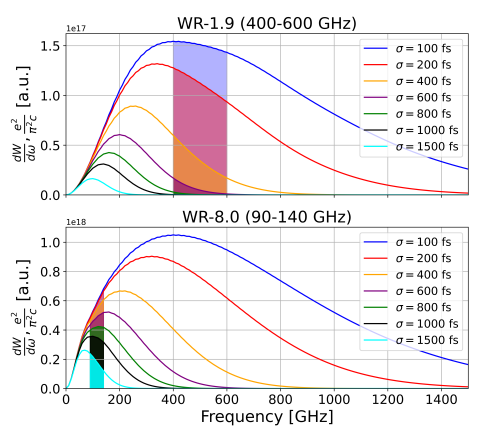 WR-1.9 (400-600 GHz)
1e17
1.5
1.0
0.5
0.0
dW/dω, e²/π²c [a.u.]
σ = 100 fs
σ = 200 fs
σ = 400 fs
σ = 600 fs
σ = 800 fs
σ = 1000 fs
σ = 1500 fs
WR-8.0 (90-140 GHz)
1e18
1.0
0.8
0.6
0.4
0.2
0.0
dW/dω, e²/π²c [a.u.]
σ = 100 fs
σ = 200 fs
σ = 400 fs
σ = 600 fs
σ = 800 fs
σ = 1000 fs
σ = 1500 fs
0 200 400 600 800 1000 1200 1400
Frequency [GHz]